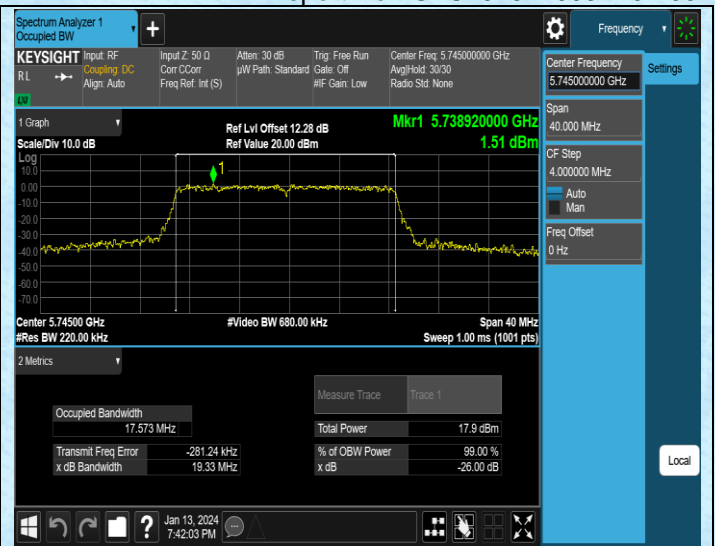 Spectrum Analyzer 1
Occupied BW
Frequency
KEYSIGHT
Input: RF
Input Z: 50 Ω
Atten: 30 dB
Trig: Free Run
Center Freq: 5.745000000 GHz
RL
Coupling: DC
Corr CCorr
µW Path: Standard
Gate: Off
Avg|Hold: 30/30
Align: Auto
Freq Ref: Int (S)
#IF Gain: Low
Radio Std: None
LXI
Center Frequency
5.745000000 GHz
Settings
Span
40.000 MHz
CF Step
4.000000 MHz
Auto
Man
Freq Offset
0 Hz
Local
1 Graph
Scale/Div 10.0 dB
Ref Lvl Offset 12.28 dB
Ref Value 20.00 dBm
Mkr1 5.738920000 GHz
1.51 dBm
Log
10.0
0.00
-10.0
-20.0
-30.0
-40.0
-50.0
-60.0
-70.0
1
Center 5.74500 GHz
#Video BW 680.00 kHz
Span 40 MHz
#Res BW 220.00 kHz
Sweep 1.00 ms (1001 pts)
2 Metrics
Measure Trace
Trace 1
Occupied Bandwidth
17.573 MHz
Total Power
17.9 dBm
Transmit Freq Error
-281.24 kHz
% of OBW Power
99.00 %
x dB Bandwidth
19.33 MHz
x dB
-26.00 dB
Jan 13, 2024
7:42:03 PM